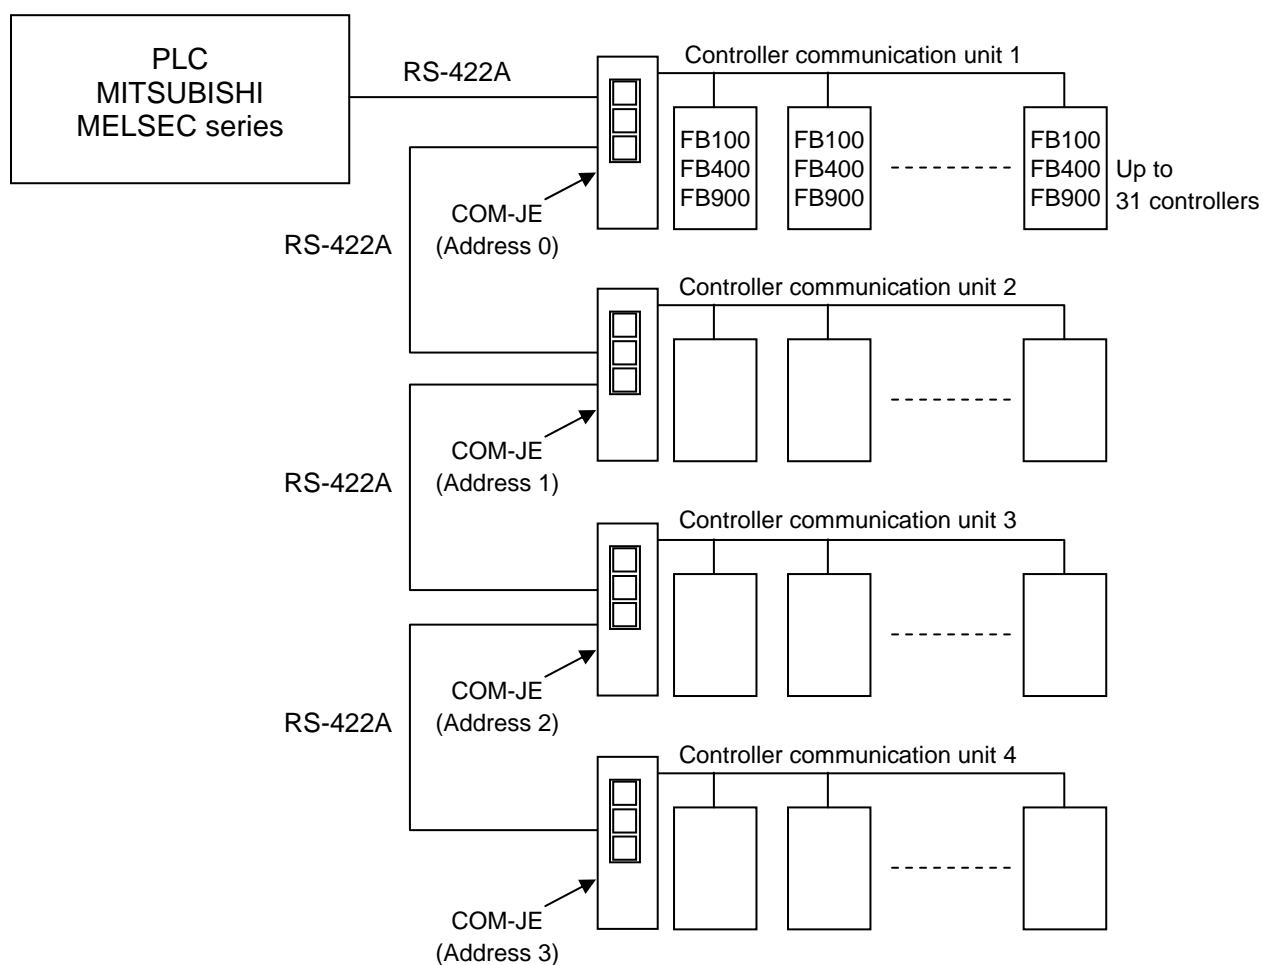 PLC
MITSUBISHI
MELSEC series
RS-422A
Controller communication unit 1
FB100
FB400
FB900
FB100
FB400
FB900
FB100
FB400
FB900
Up to
31 controllers
COM-JE
(Address 0)
RS-422A
Controller communication unit 2
COM-JE
(Address 1)
RS-422A
Controller communication unit 3
COM-JE
(Address 2)
RS-422A
Controller communication unit 4
COM-JE
(Address 3)